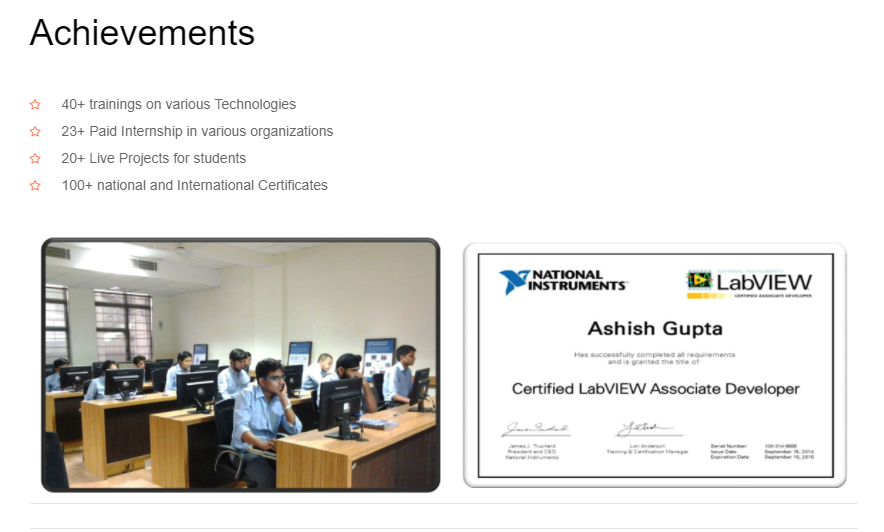 Achievements
40+ trainings on various Technologies
23+ Paid Internship in various organizations
20+ Live Projects for students
100+ national and International Certificates
NATIONAL
INSTRUMENTS
NATIONAL INSTRUMENTS
LabVIEW
CERTIFIED ASSOCIATE DEVELOPER
Ashish Gupta
Has successfully completed all requirements
and is granted the title of:
Certified LabVIEW Associate Developer
James J. Truchard
President and CEO
National Instruments
Lori Anderson
Training & Certification Manager
Serial Number:
Issue Date: September 16, 2014
Expiration Date: September 15, 2016